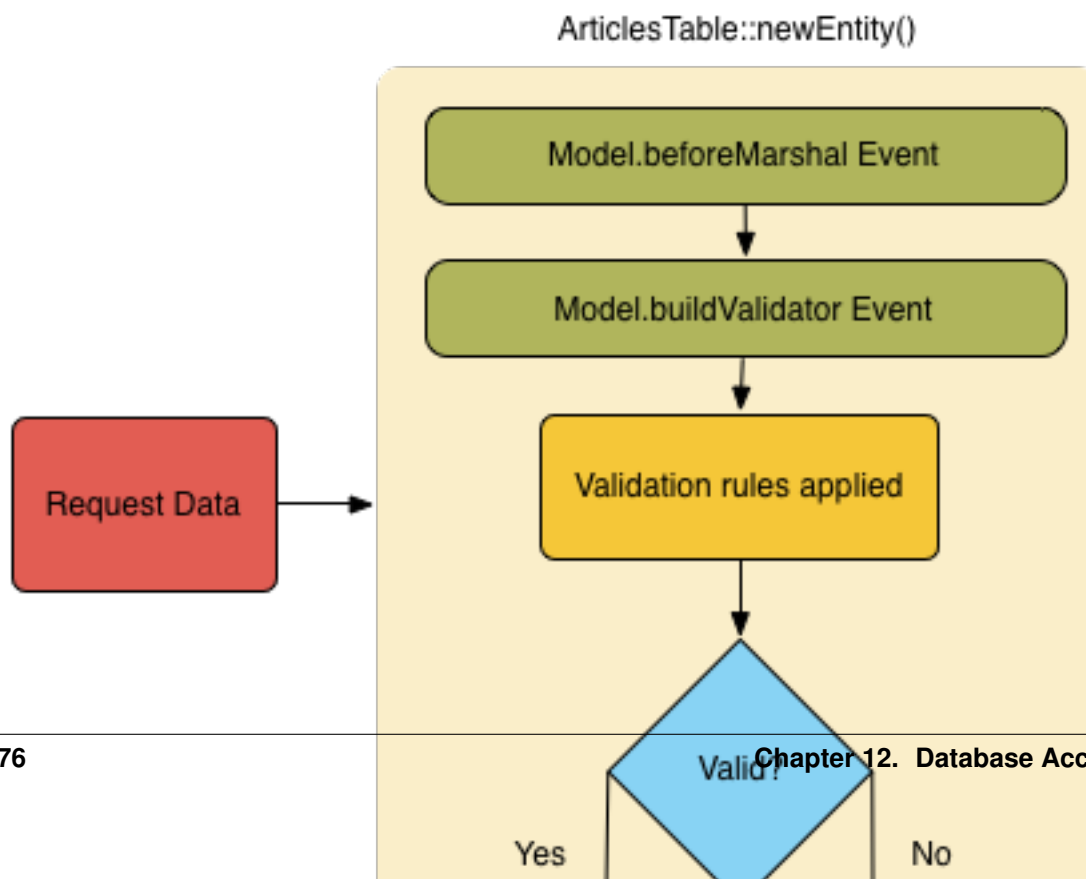 ArticlesTable::newEntity()
Model.beforeMarshal Event
Model.buildValidator Event
Validation rules applied
Request Data
Valid?
76
Chapter 12. Database Acc
Yes
No